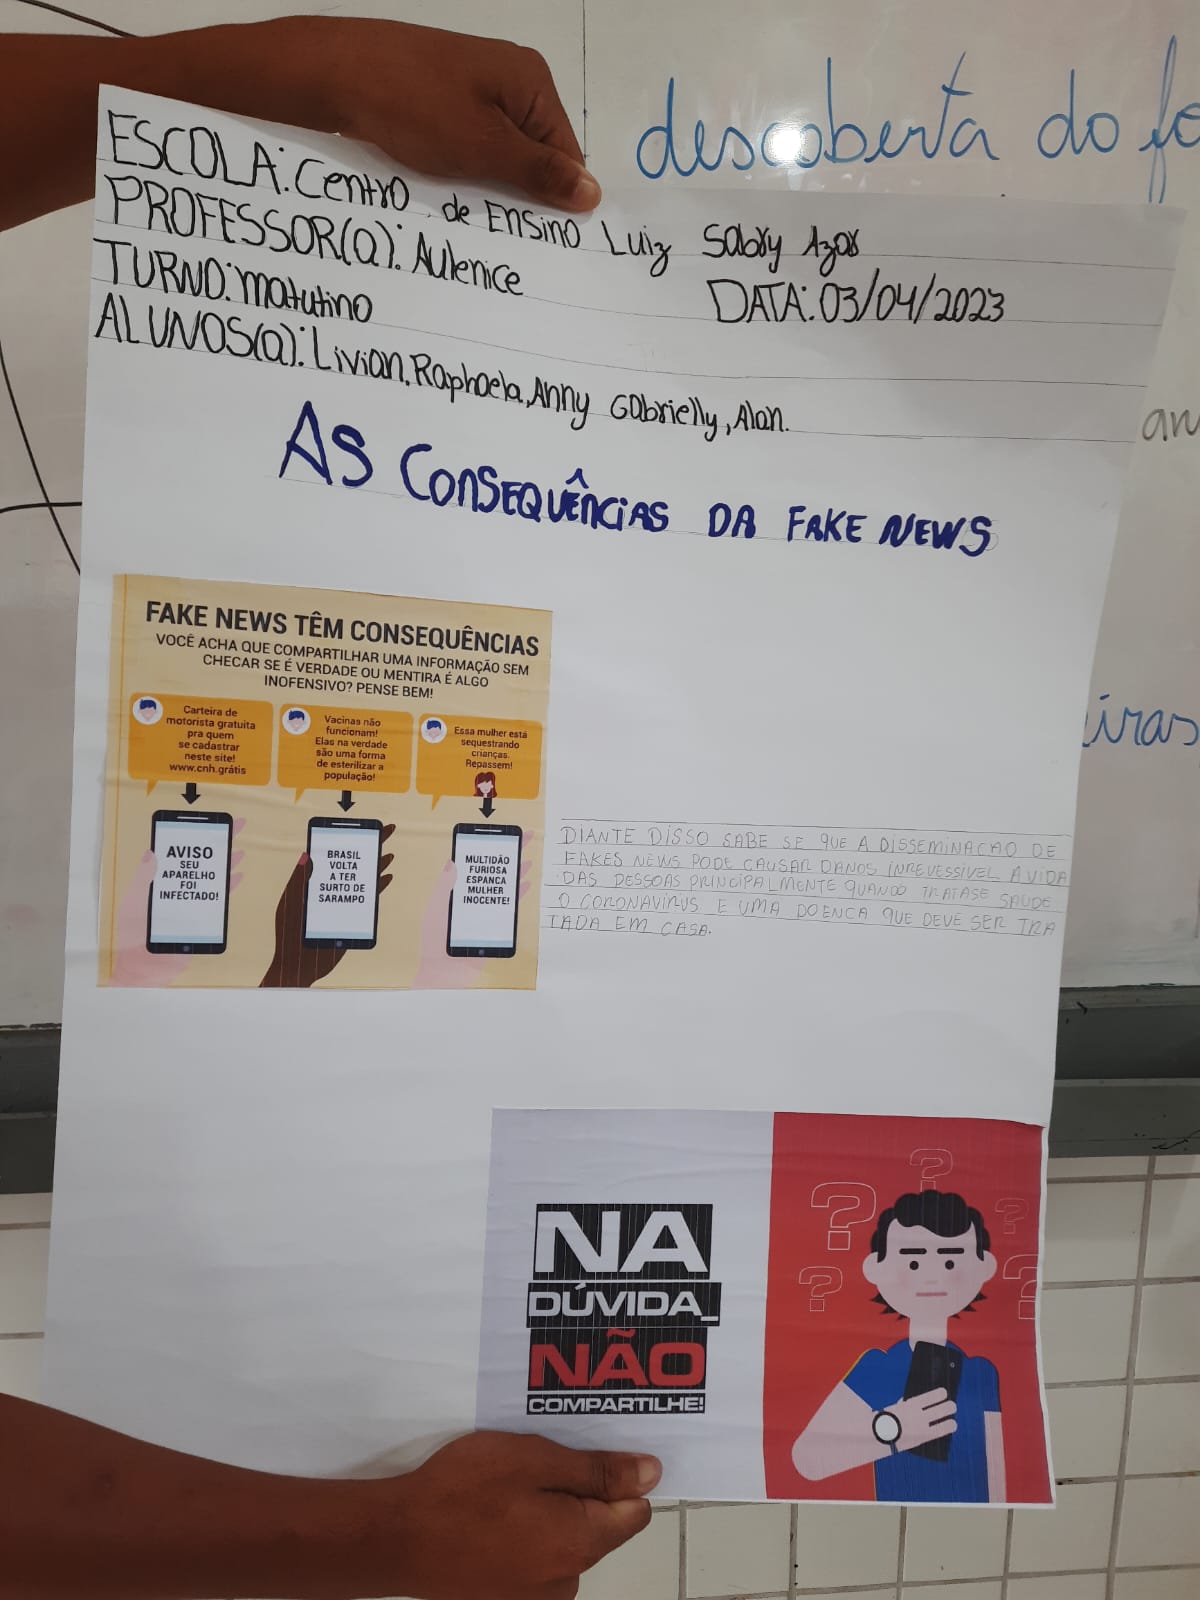 descoberta do fo
ESCOLA: Centro de Ensino Luiz Sabry Azar
PROFESSOR(a): Aulenice
TURNO: matutino
DATA: 03/04/2023
ALUNOS(a): Livian, Raphaela, Anny Gabrielly, Alan.
an
AS CONSEQUÊNCIAS DA FAKE NEWS
FAKE NEWS TÊM CONSEQUÊNCIAS
VOCÊ ACHA QUE COMPARTILHAR UMA INFORMAÇÃO SEM
CHECAR SE É VERDADE OU MENTIRA É ALGO
INOFENSIVO? PENSE BEM!
Carteira de
motorista gratuita
pra quem
se cadastrar
neste site!
www.cnh.grátis
Vacinas não
funcionam!
Elas na verdade
são uma forma
de esterilizar a
população!
Essa mulher está
sequestrando
crianças.
Repassem!
AVISO
SEU
APARELHO
FOI
INFECTADO!
BRASIL
VOLTA
A TER
SURTO DE
SARAMPO
MULTIDÃO
FURIOSA
ESPANCA
MULHER
INOCENTE!
eiras
DIANTE DISSO SABE SE QUE A DISSEMINACAO DE
FAKES NEWS PODE CAUSAR DANOS INREVESSIVEL A VIDA
DAS PESSOAS PRINCIPALMENTE QUANDO TRATASE SAUDE
O CORONAVIRUS E UMA DOENCA QUE DEVE SER TRA
TADA EM CASA.
NA
DÚVIDA_
NÃO
COMPARTILHE!
? ? ? ? ?